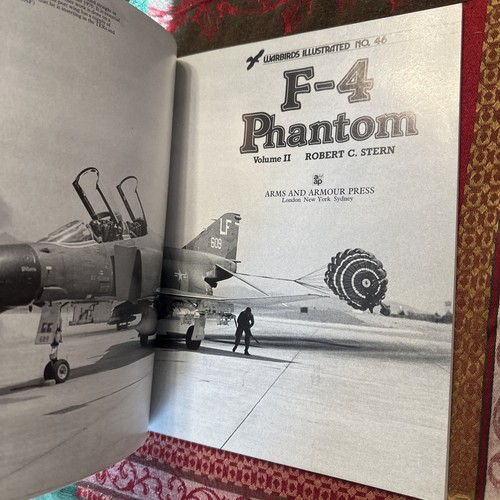 WARBIRDS ILLUSTRATED NO. 46
F-4
Phantom
Volume II ROBERT C. STERN
a&
ap
ARMS AND ARMOUR PRESS
London New York Sydney
LF
609